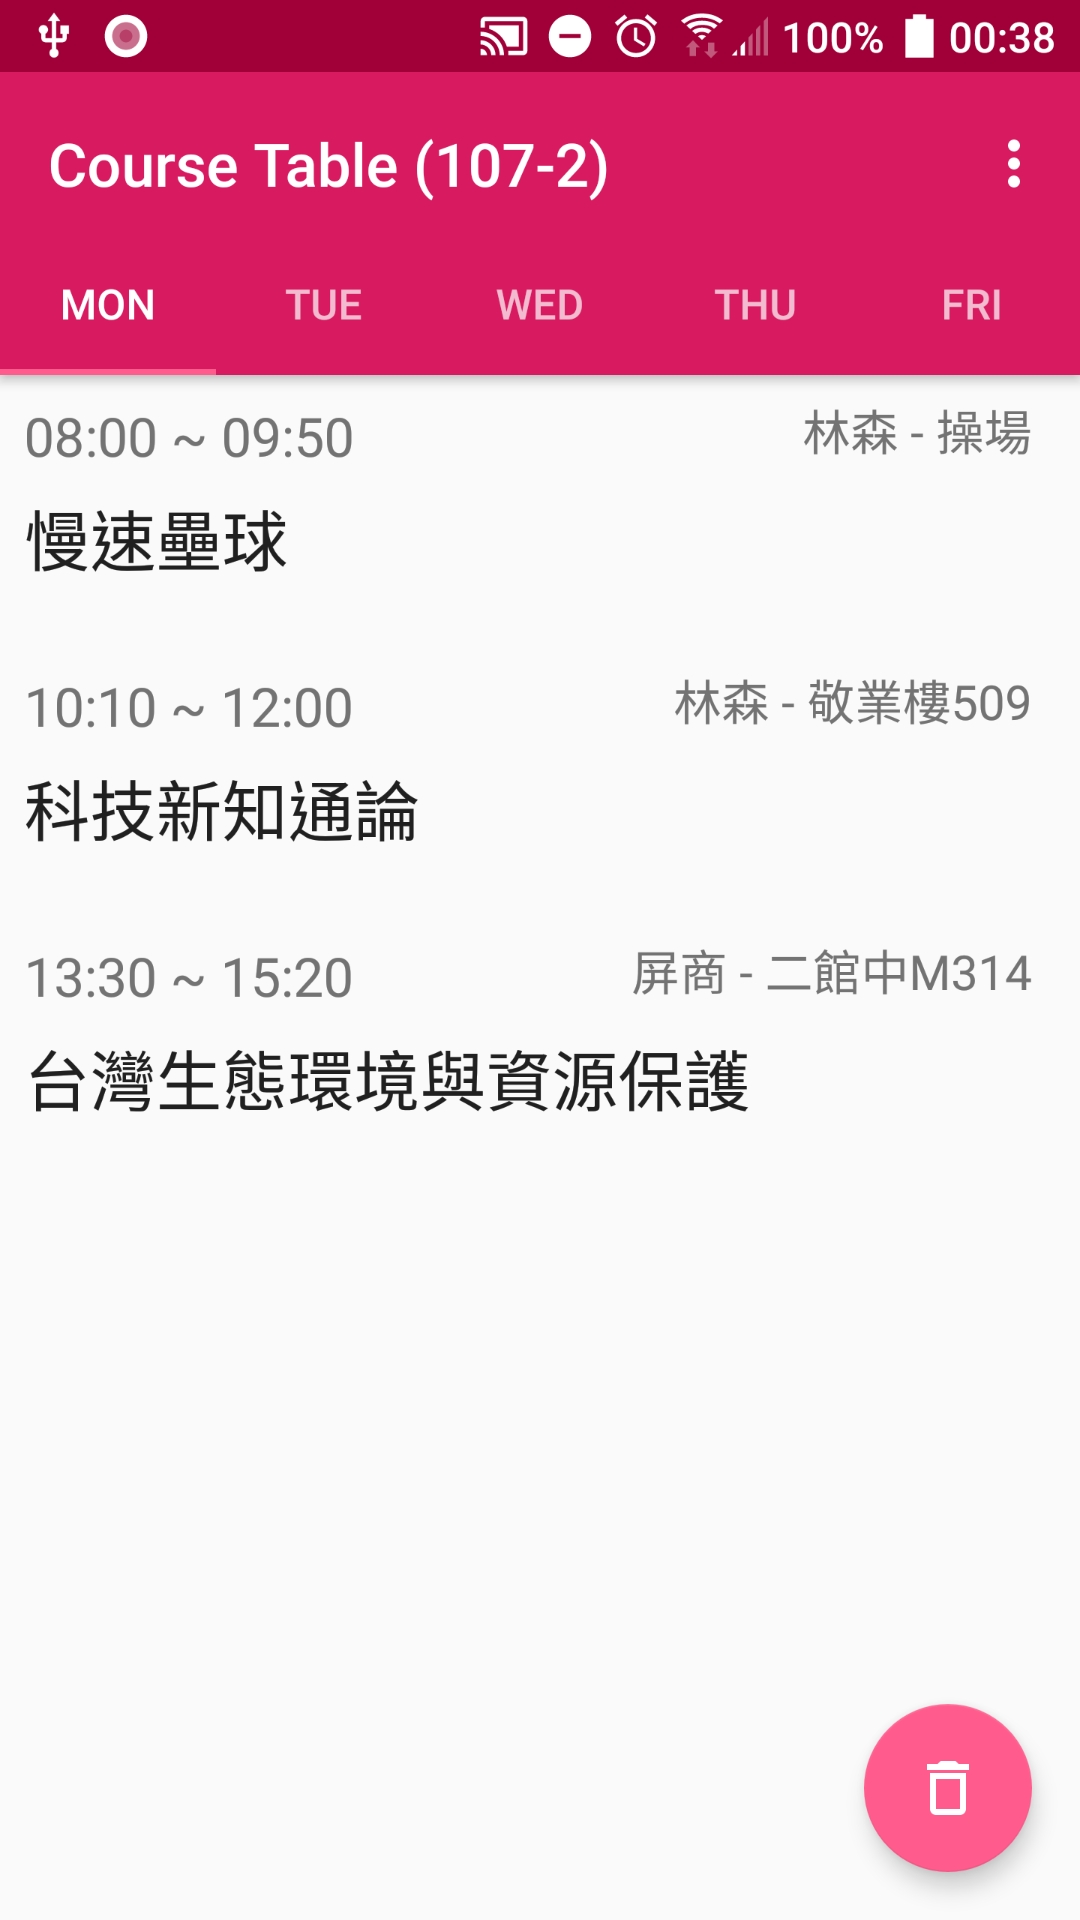 100% 00:38
Course Table (107-2)
MON TUE WED THU FRI
08:00 ~ 09:50 林森 - 操場
慢速壘球
10:10 ~ 12:00 林森 - 敬業樓509
科技新知通論
13:30 ~ 15:20 屏商 - 二館中M314
台灣生態環境與資源保護